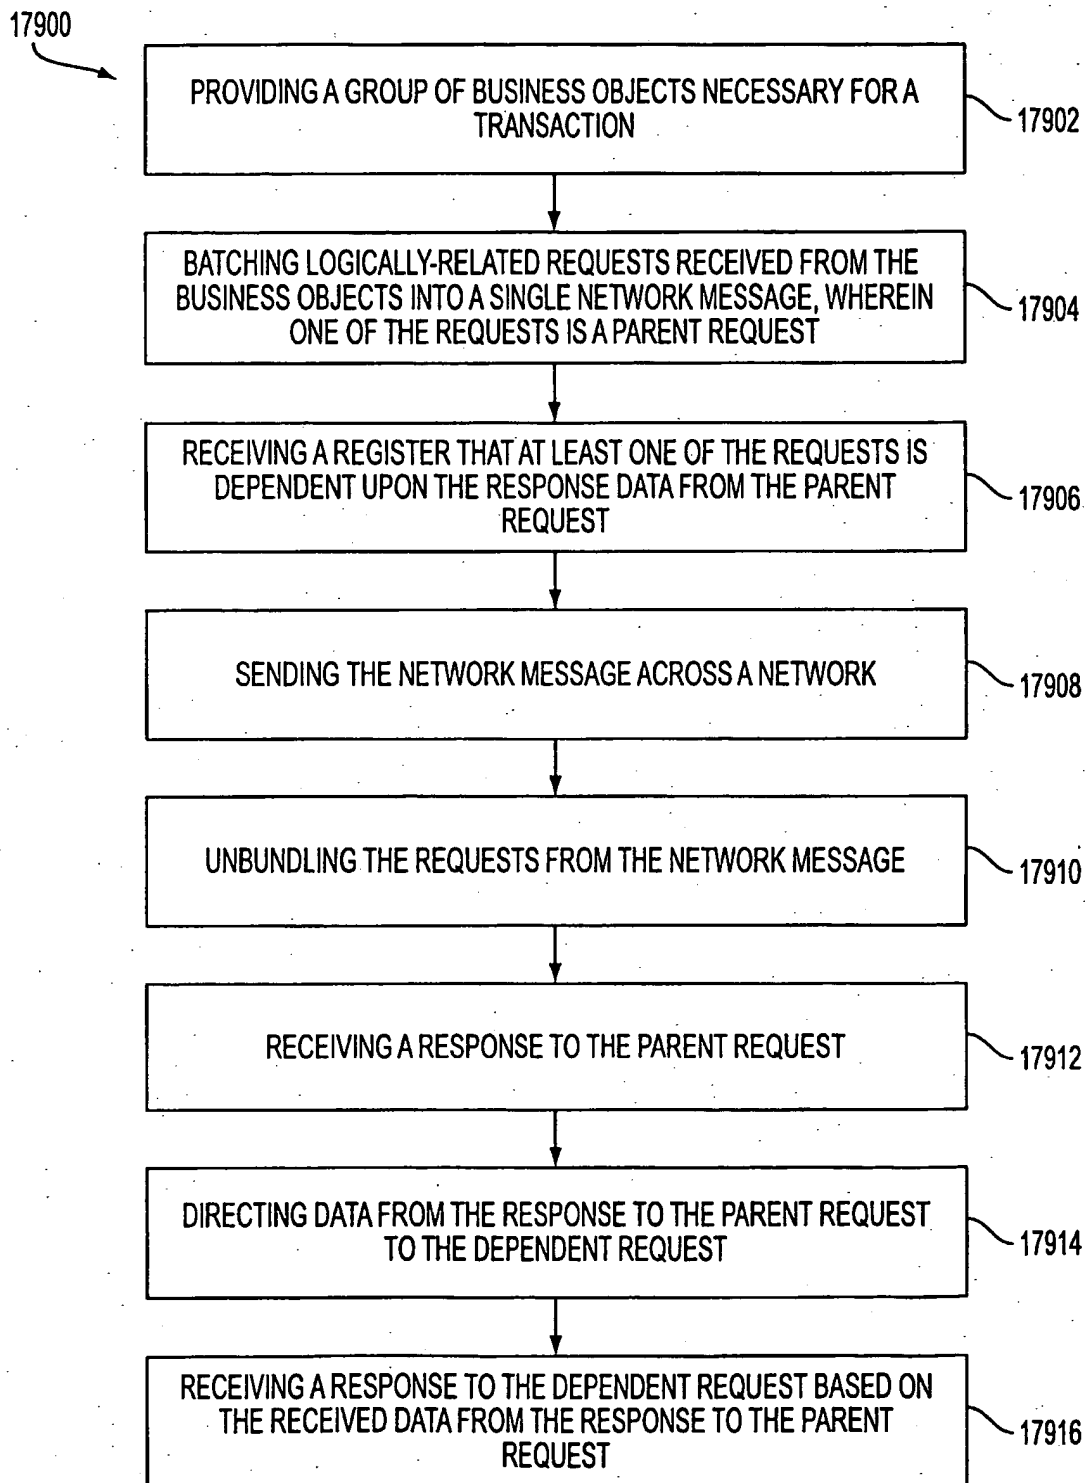 17900
PROVIDING A GROUP OF BUSINESS OBJECTS NECESSARY FOR A
TRANSACTION
17902
BATCHING LOGICALLY-RELATED REQUESTS RECEIVED FROM THE
BUSINESS OBJECTS INTO A SINGLE NETWORK MESSAGE, WHEREIN
ONE OF THE REQUESTS IS A PARENT REQUEST
17904
RECEIVING A REGISTER THAT AT LEAST ONE OF THE REQUESTS IS
DEPENDENT UPON THE RESPONSE DATA FROM THE PARENT
REQUEST
17906
SENDING THE NETWORK MESSAGE ACROSS A NETWORK
17908
UNBUNDLING THE REQUESTS FROM THE NETWORK MESSAGE
17910
RECEIVING A RESPONSE TO THE PARENT REQUEST
17912
DIRECTING DATA FROM THE RESPONSE TO THE PARENT REQUEST
TO THE DEPENDENT REQUEST
17914
RECEIVING A RESPONSE TO THE DEPENDENT REQUEST BASED ON
THE RECEIVED DATA FROM THE RESPONSE TO THE PARENT
REQUEST
17916